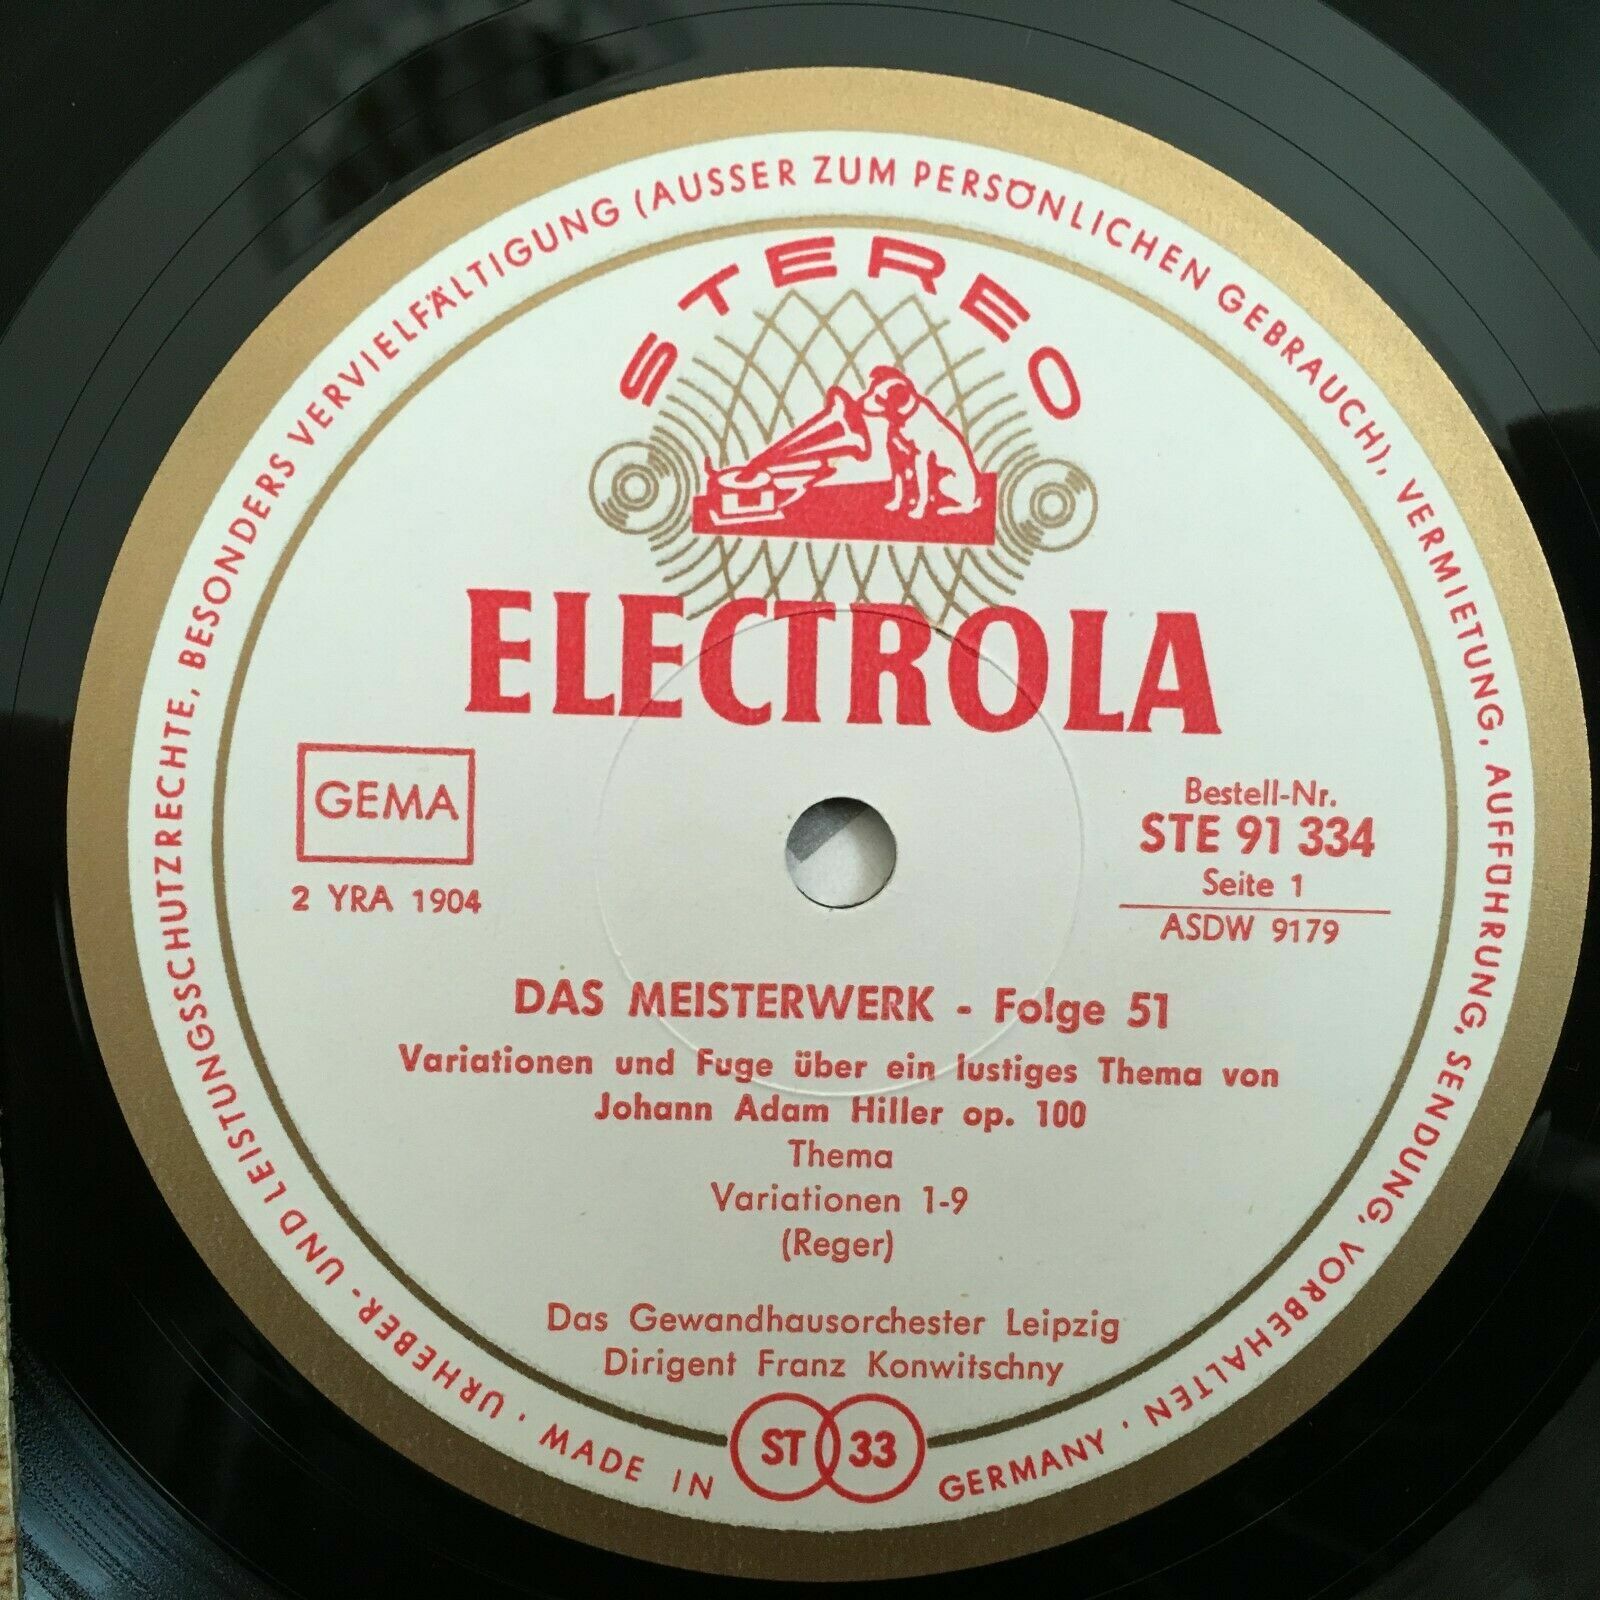 URHEBER- UND LEISTUNGSSCHUTZRECHTE, BESONDERS VERVIELFÄLTIGUNG (AUSSER ZUM PERSÖNLICHEN GEBRAUCH), VERMIETUNG, AUFFÜHRUNG, SENDUNG, VORBEHALTEN · GERMANY
· MADE IN
STEREO
ELECTROLA
GEMA
2 YRA 1904
Bestell-Nr.
STE 91 334
Seite 1
ASDW 9179
DAS MEISTERWERK - Folge 51
Variationen und Fuge über ein lustiges Thema von
Johann Adam Hiller op. 100
Thema
Variationen 1-9
(Reger)
Das Gewandhausorchester Leipzig
Dirigent Franz Konwitschny
ST 33